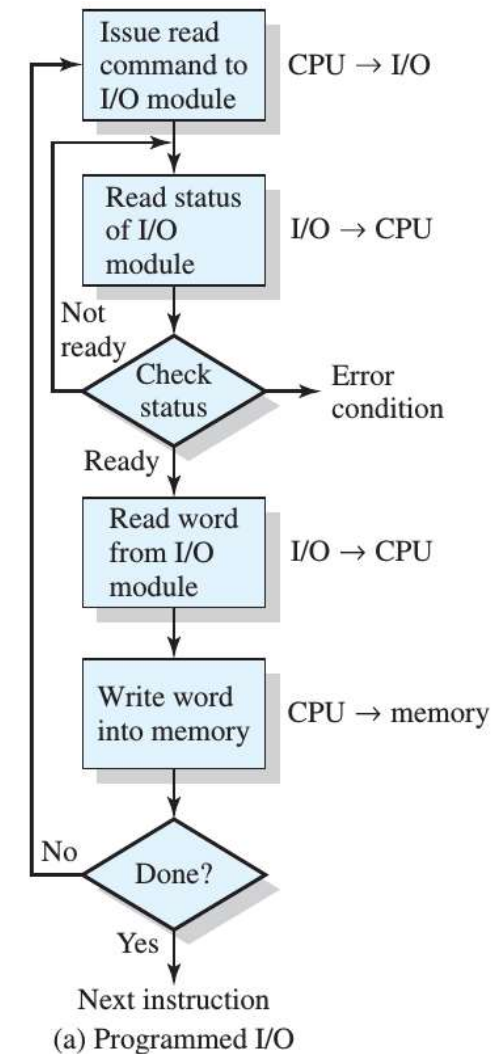 Issue read
command to
I/O module
CPU → I/O
Read status
of I/O
module
I/O → CPU
Not
ready
Check
status
Error
condition
Ready
Read word
from I/O
module
I/O → CPU
Write word
into memory
CPU → memory
No
Done?
Yes
Next instruction
(a) Programmed I/O